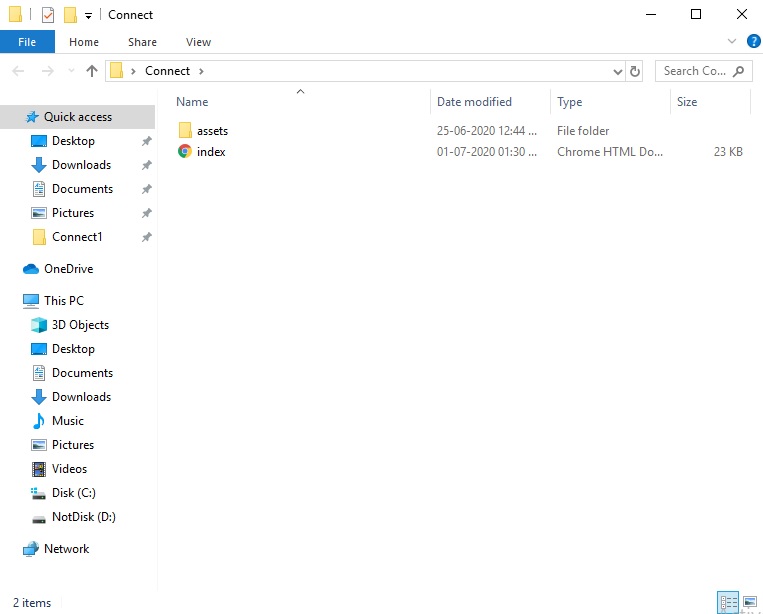 Connect
File Home Share View
Connect
Search Co...
Name Date modified Type Size
assets 25-06-2020 12:44 ... File folder
index 01-07-2020 01:30 ... Chrome HTML Do... 23 KB
Quick access
Desktop
Downloads
Documents
Pictures
Connect1
OneDrive
This PC
3D Objects
Desktop
Documents
Downloads
Music
Pictures
Videos
Disk (C:)
NotDisk (D:)
Network
2 items